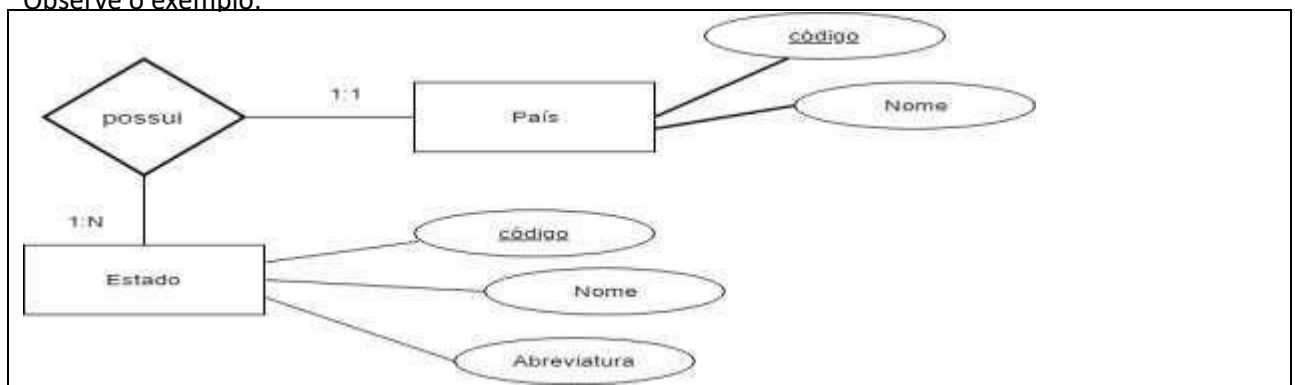 Observe o exemplo:
código
1:1
possui
País
Nome
1:N
código
Estado
Nome
Abreviatura